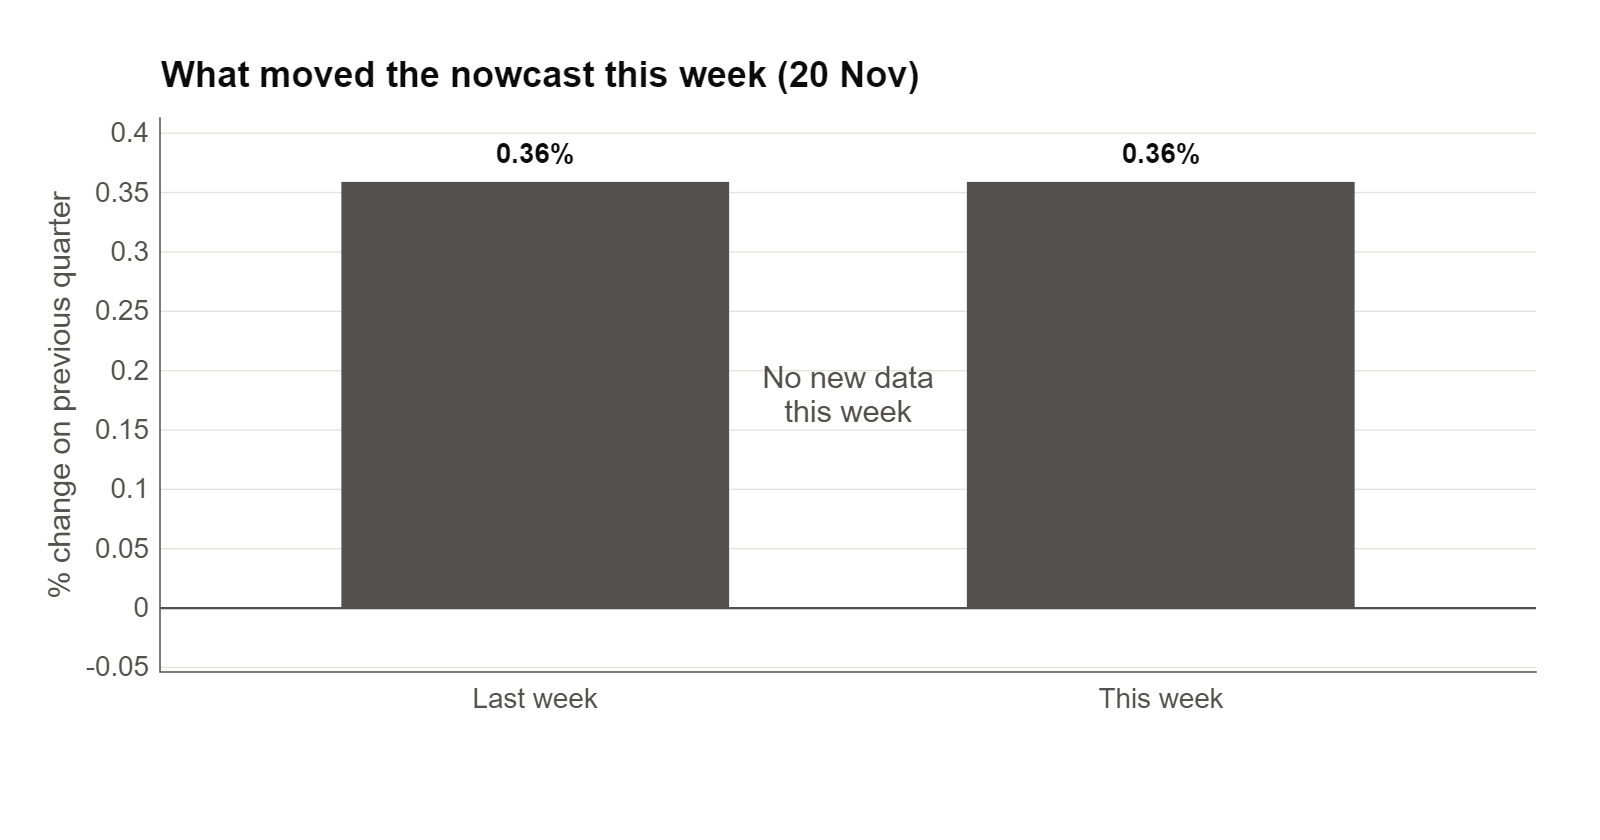 What moved the nowcast this week (20 Nov)
% change on previous quarter
0.4
0.35
0.3
0.25
0.2
0.15
0.1
0.05
0
-0.05
0.36%
0.36%
No new data
this week
Last week
This week